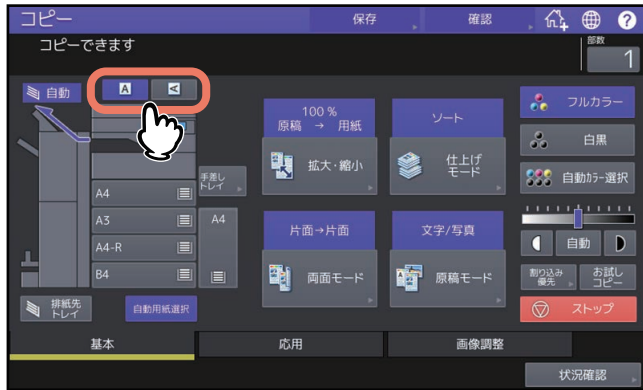 コピー
保存
確認
?
コピーできます
部数
1
自動
A
A
100 %
原稿 → 用紙
ソート
フルカラー
拡大・縮小
仕上げ
モード
白黒
手差し
トレイ
自動カラー選択
A4
A3
A4
片面→片面
文字/写真
A4-R
自動
B4
両面モード
原稿モード
割り込み
優先
お試し
コピー
排紙先
トレイ
自動用紙選択
ストップ
基本
応用
画像調整
状況確認